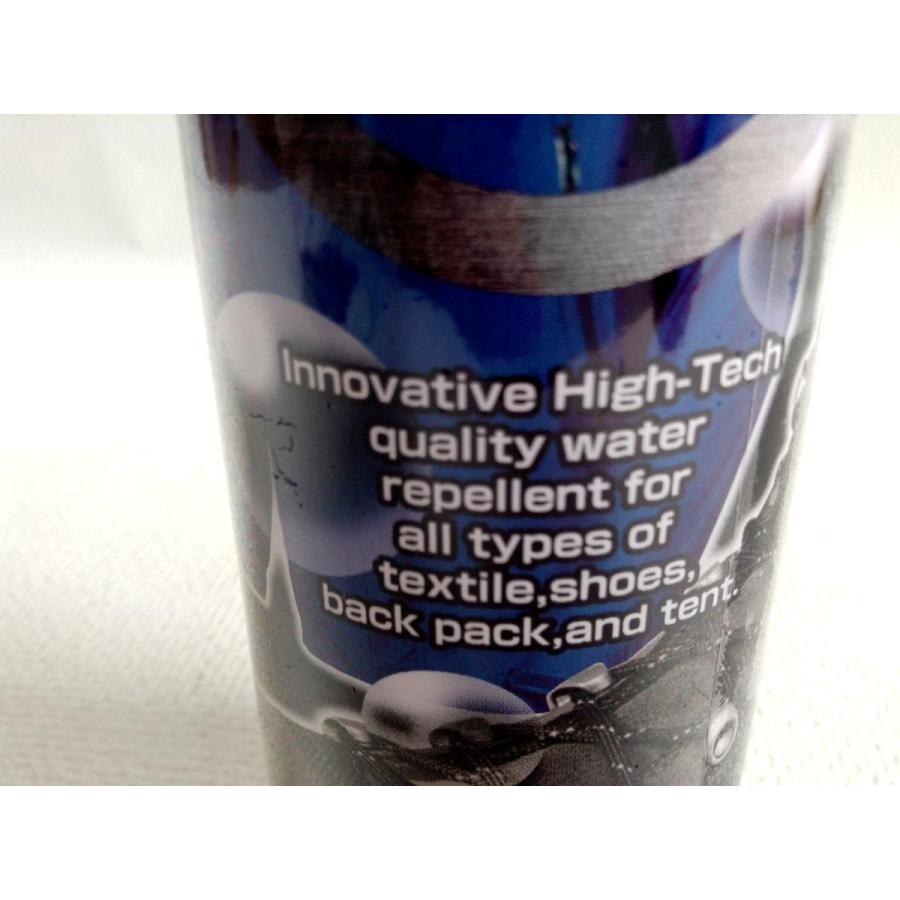 Innovative High-Tech
quality water
repellent for
all types of
textile,shoes,
back pack,and tent.